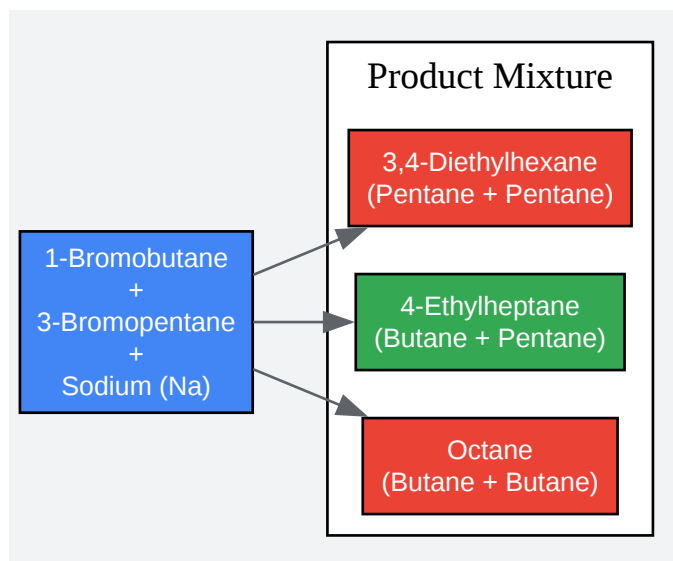 Product Mixture
3,4-Diethylhexane
(Pentane + Pentane)
1-Bromobutane
+
3-Bromopentane
+
Sodium (Na)
4-Ethylheptane
(Butane + Pentane)
Octane
(Butane + Butane)